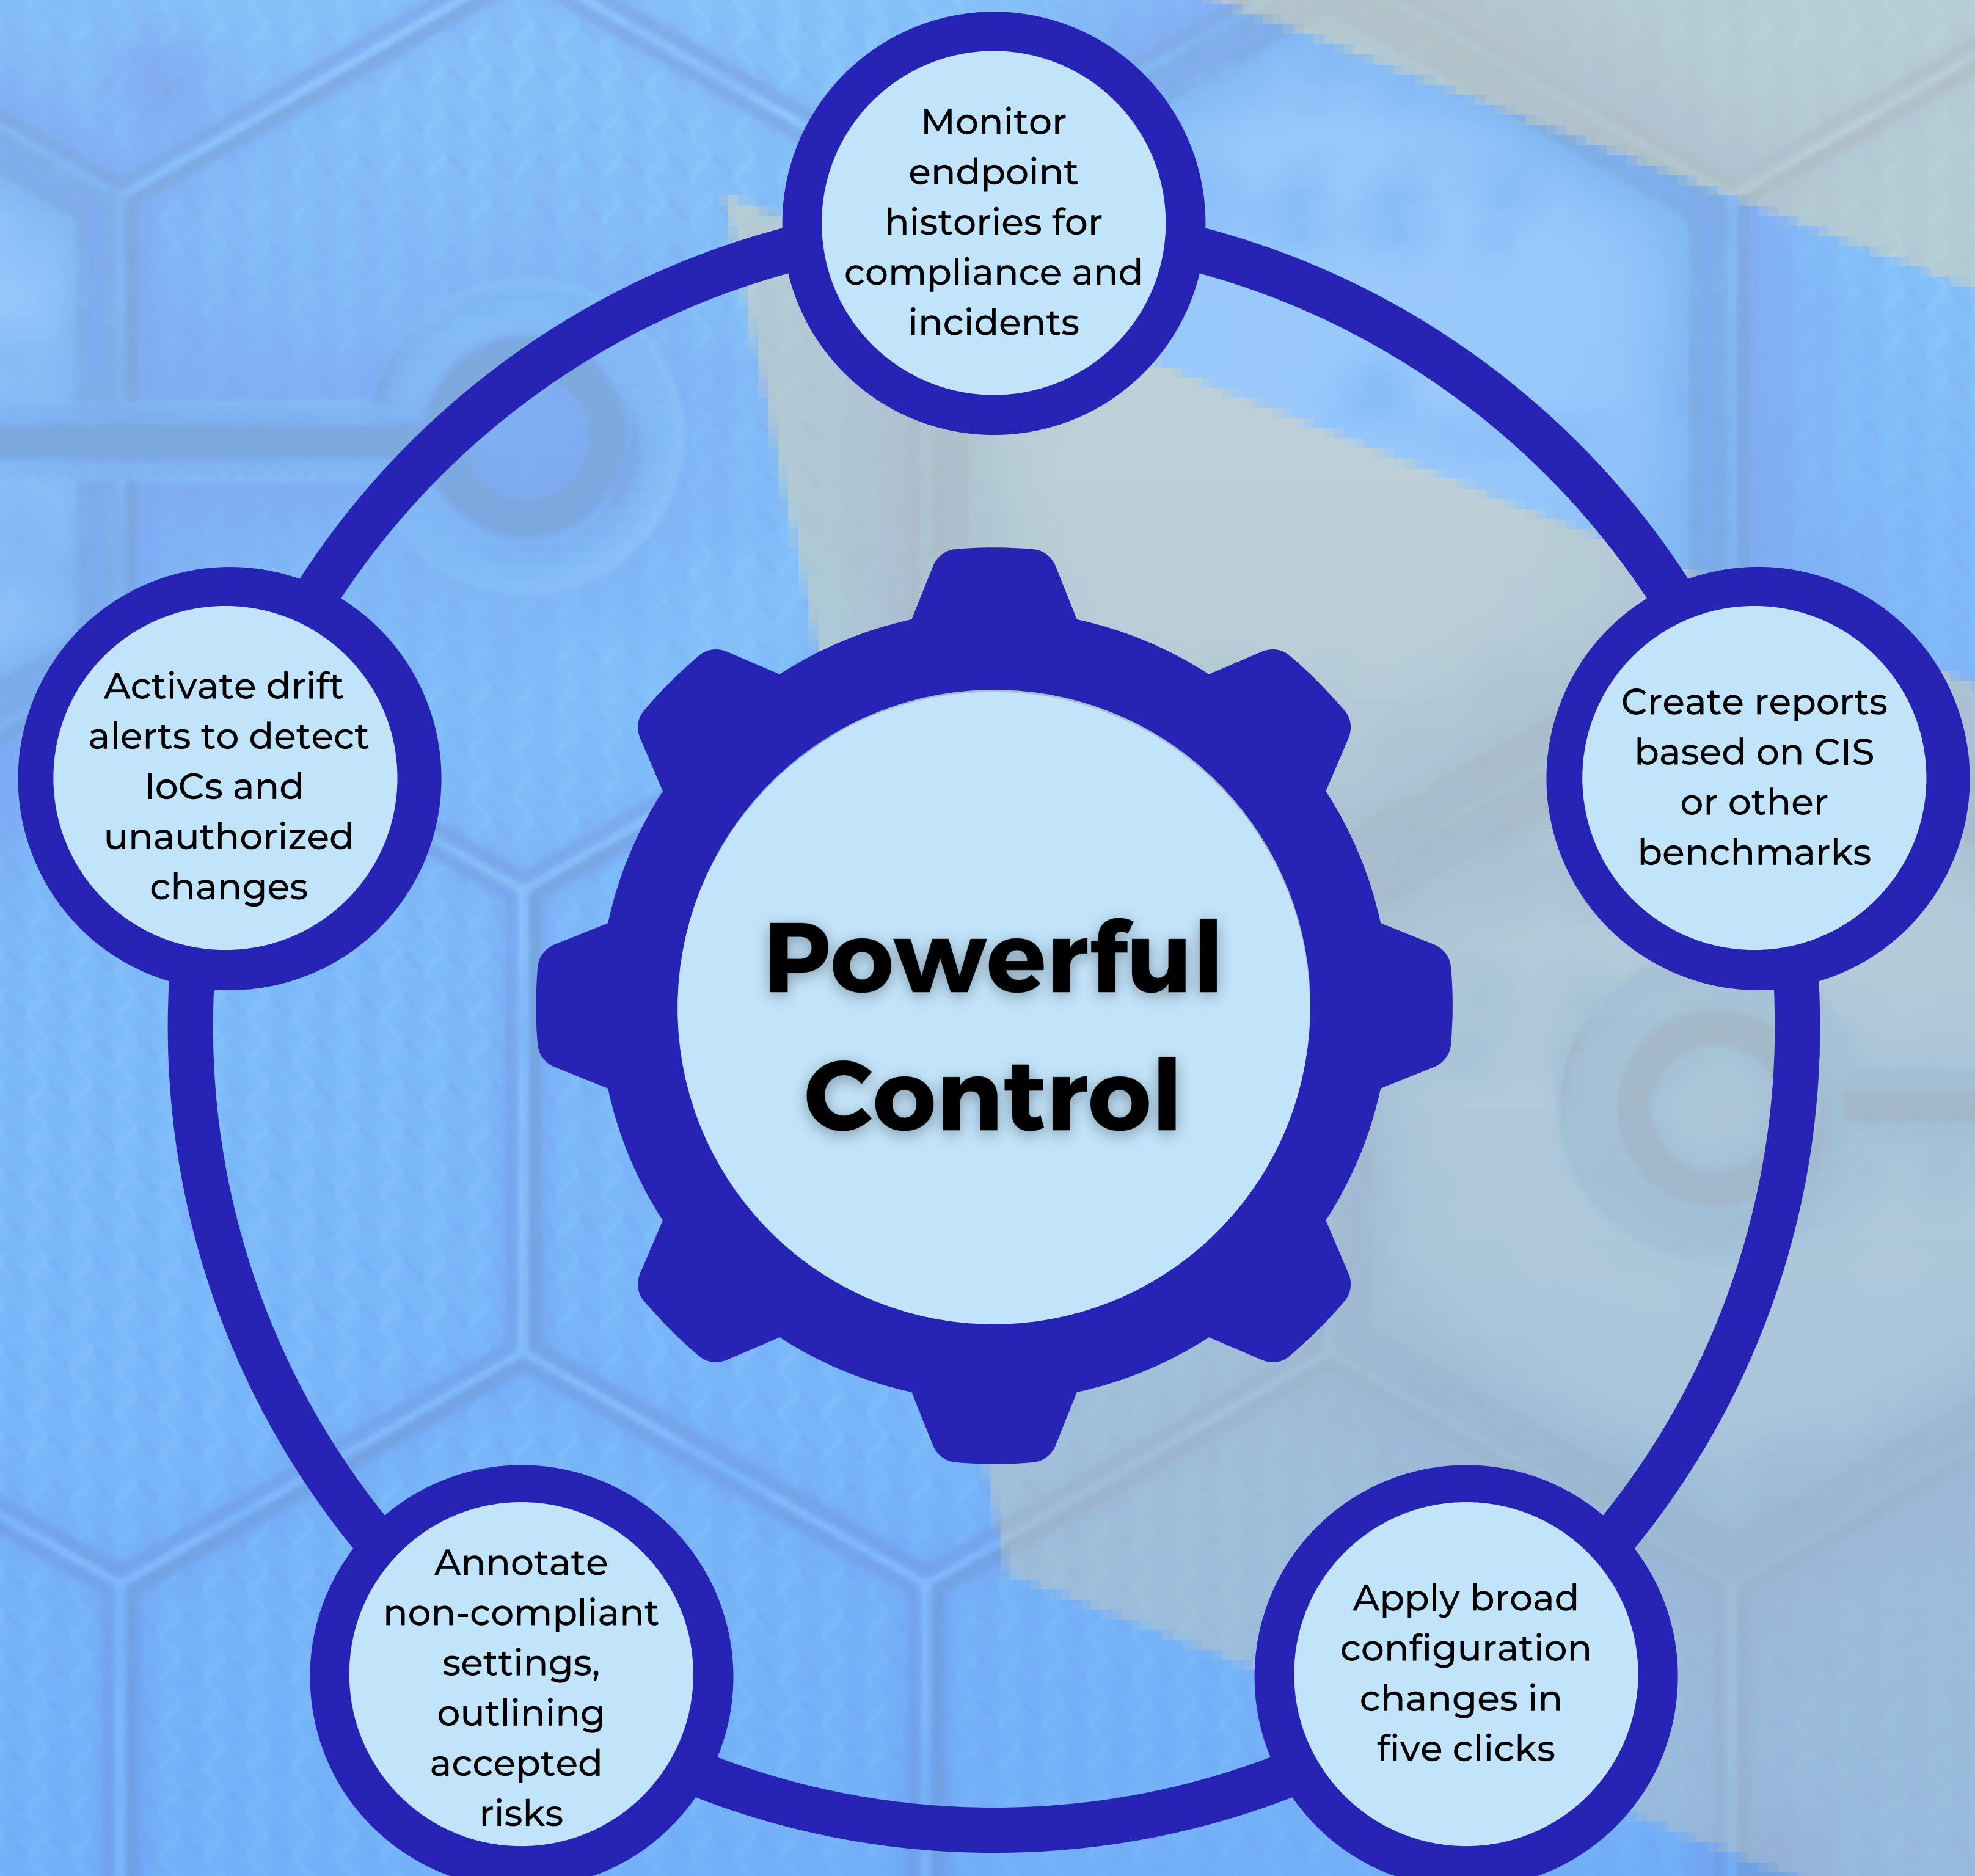 Monitor
endpoint
histories for
compliance and
incidents
Activate drift
alerts to detect
IoCs and
unauthorized
changes
Create reports
based on CIS
or other
benchmarks
Powerful
Control
Annotate
non-compliant
settings,
outlining
accepted
risks
Apply broad
configuration
changes in
five clicks